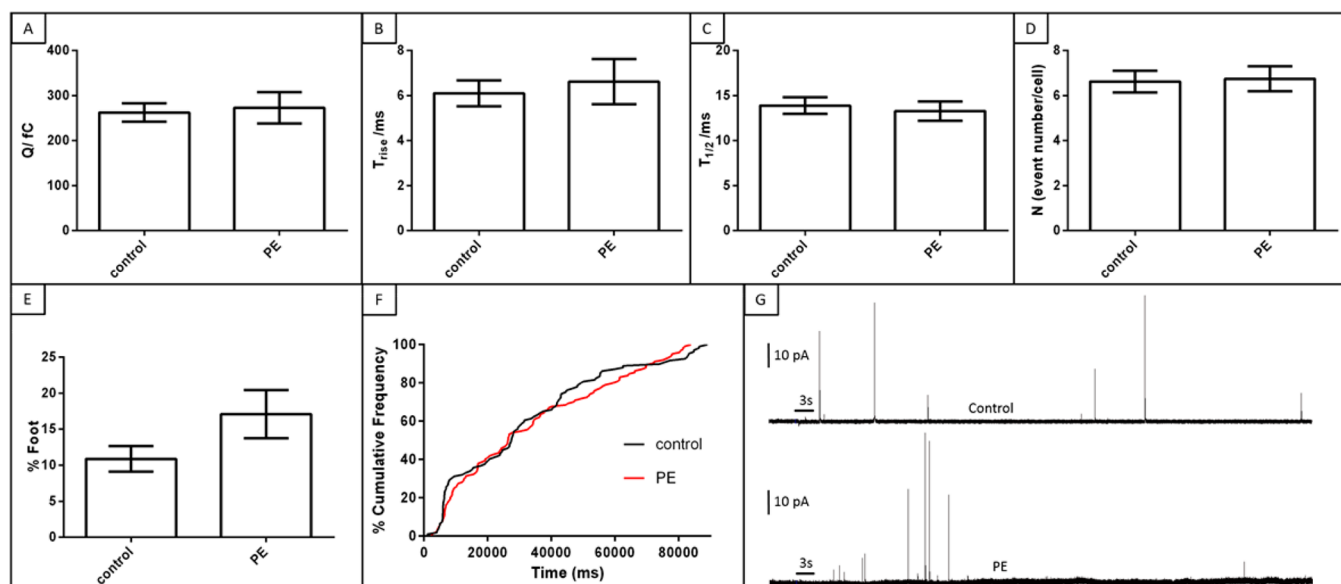 A
Q/ fC
400
300
200
100
0
control
PE
B
T_rise /ms
8
6
4
2
0
control
PE
C
T_1/2 /ms
20
15
10
5
0
control
PE
D
N (event number/cell)
8
6
4
2
0
control
PE
E
% Foot
25
20
15
10
5
0
control
PE
F
% Cumulative Frequency
100
80
60
40
20
0
0 20000 40000 60000 80000
Time (ms)
control
PE
G
10 pA
3s
Control
10 pA
3s
PE